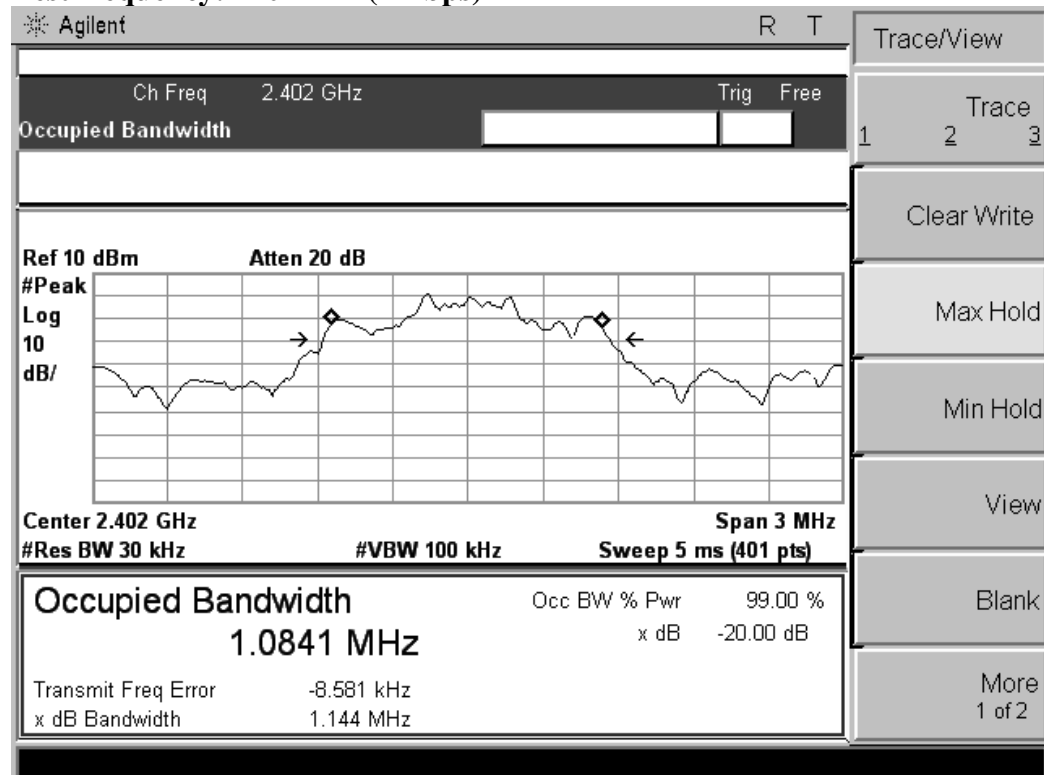 Agilent R T
Trace/View
Ch Freq 2.402 GHz Trig Free
Occupied Bandwidth
Trace
1 2 3
Clear Write
Max Hold
Min Hold
View
Blank
More
1 of 2
Ref 10 dBm Atten 20 dB
#Peak
Log
10
dB/
Center 2.402 GHz Span 3 MHz
#Res BW 30 kHz #VBW 100 kHz Sweep 5 ms (401 pts)
Occupied Bandwidth
1.0841 MHz
Occ BW % Pwr 99.00 %
x dB -20.00 dB
Transmit Freq Error -8.581 kHz
x dB Bandwidth 1.144 MHz